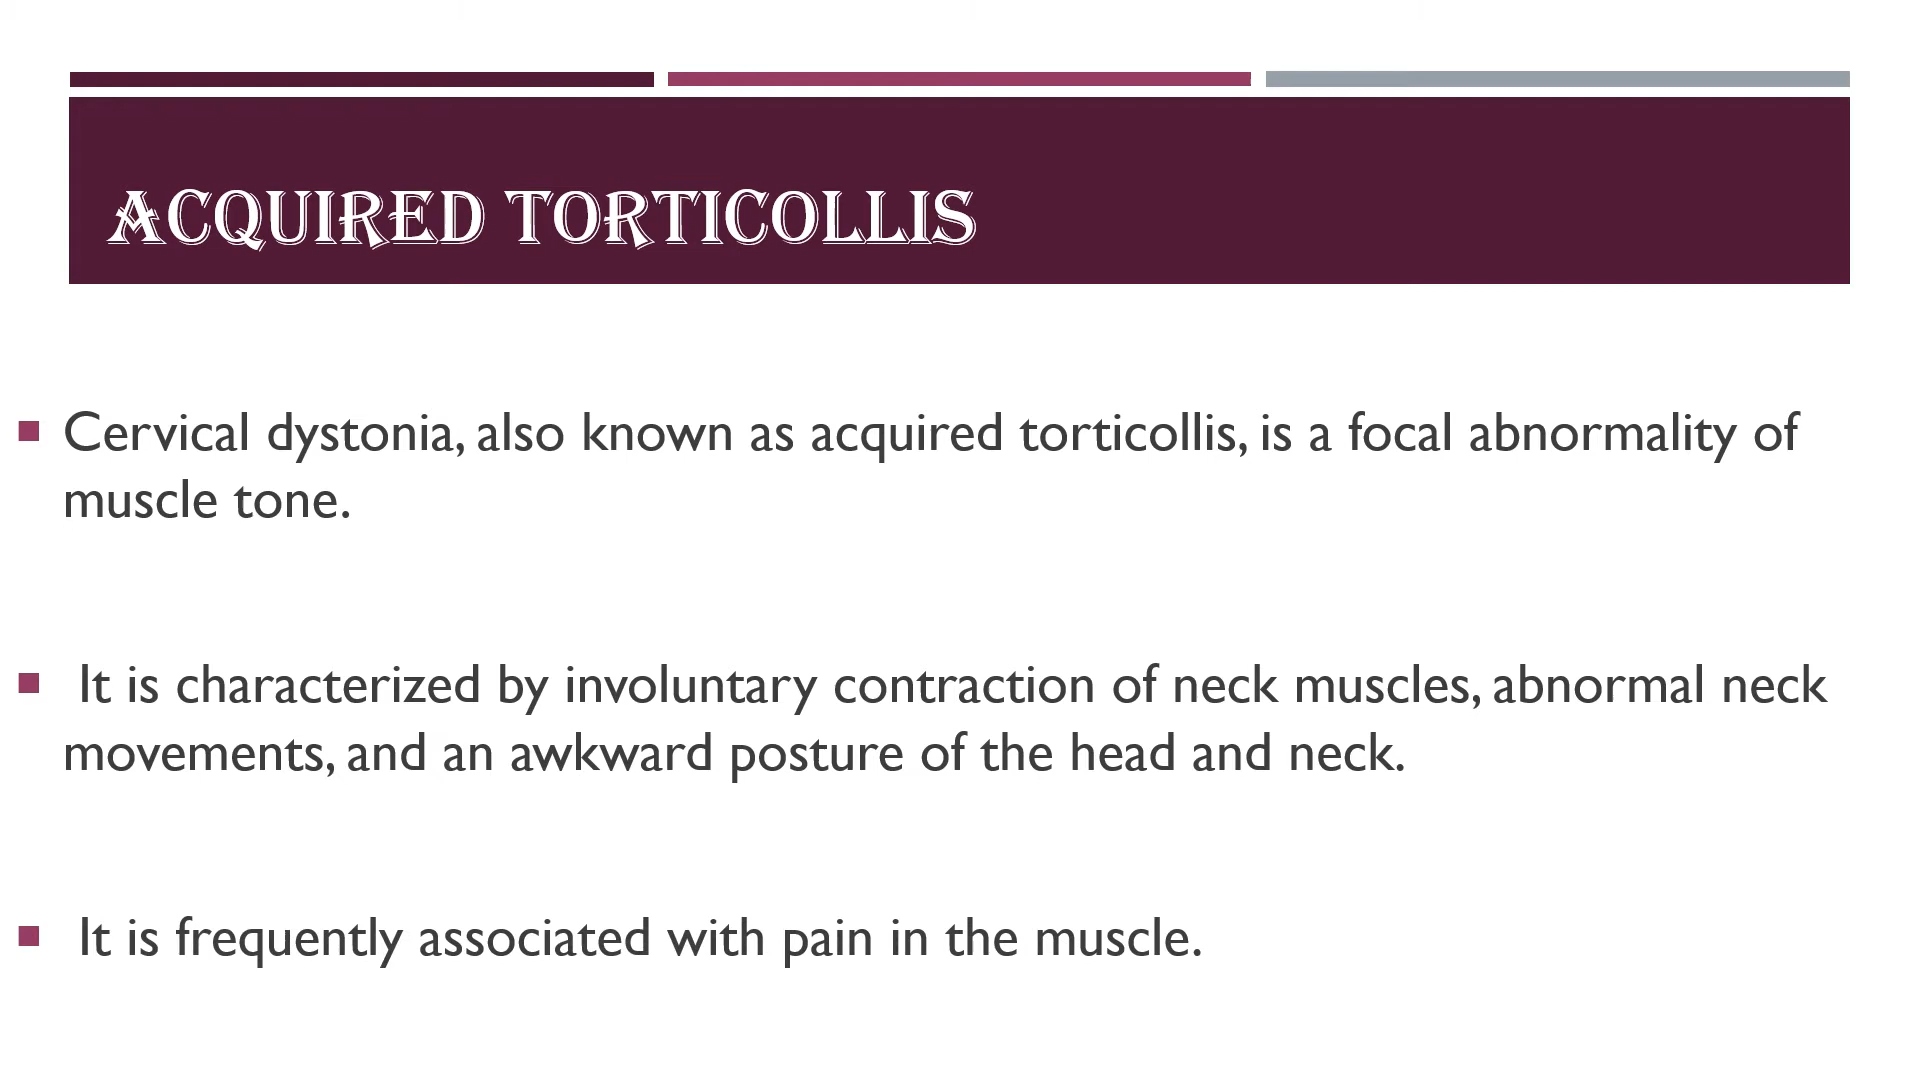 ACQUIRED TORTICOLLIS
▪ Cervical dystonia, also known as acquired torticollis, is a focal abnormality of
muscle tone.
▪ It is characterized by involuntary contraction of neck muscles, abnormal neck
movements, and an awkward posture of the head and neck.
▪ It is frequently associated with pain in the muscle.